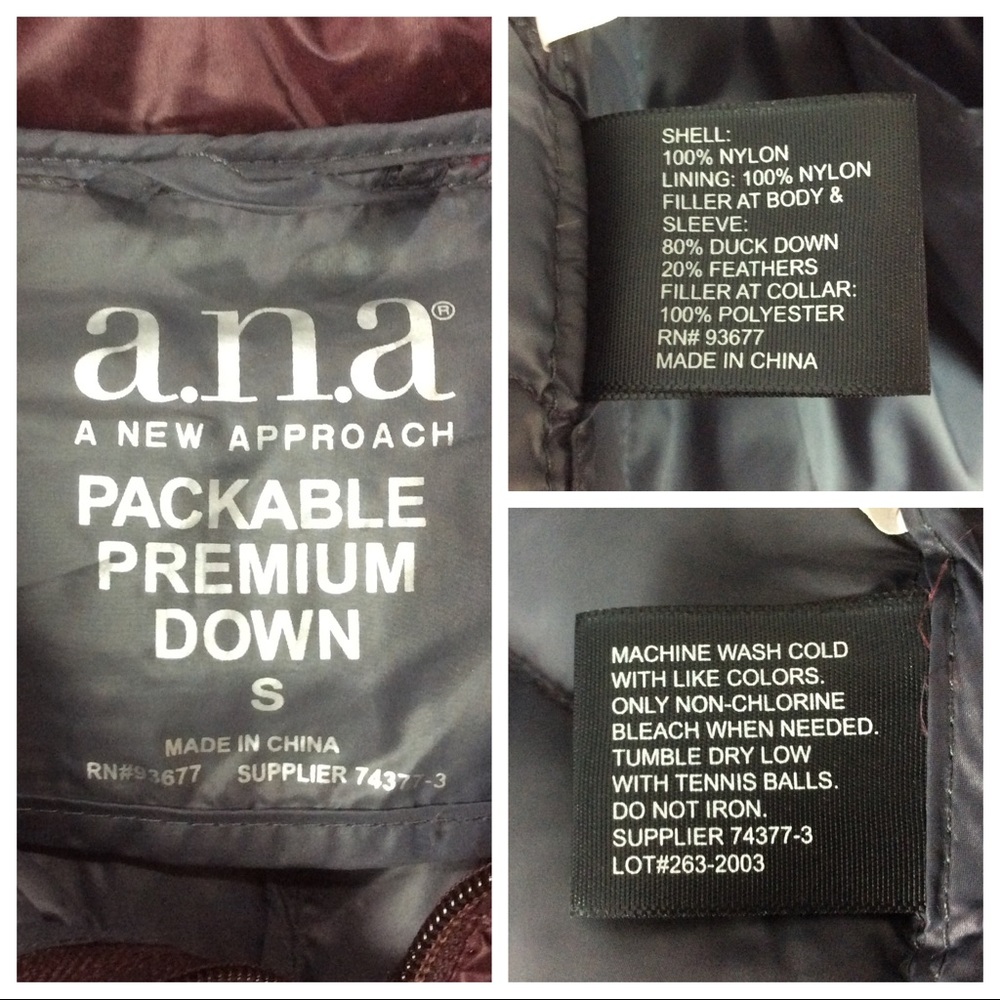 a.n.a®
A NEW APPROACH
PACKABLE
PREMIUM
DOWN
S
MADE IN CHINA
RN#93677 SUPPLIER 74377-3
SHELL:
100% NYLON
LINING: 100% NYLON
FILLER AT BODY &
SLEEVE:
80% DUCK DOWN
20% FEATHERS
FILLER AT COLLAR:
100% POLYESTER
RN# 93677
MADE IN CHINA
MACHINE WASH COLD
WITH LIKE COLORS.
ONLY NON-CHLORINE
BLEACH WHEN NEEDED.
TUMBLE DRY LOW
WITH TENNIS BALLS.
DO NOT IRON.
SUPPLIER 74377-3
LOT#263-2003